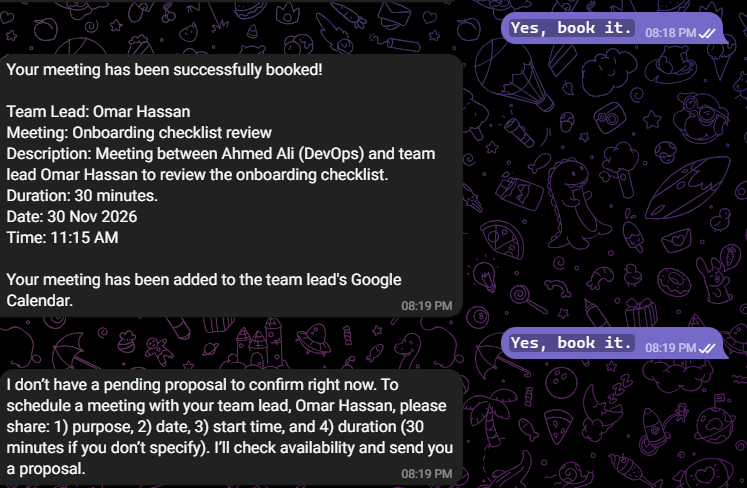 Yes, book it. 08:18 PM
Your meeting has been successfully booked!
Team Lead: Omar Hassan
Meeting: Onboarding checklist review
Description: Meeting between Ahmed Ali (DevOps) and team
lead Omar Hassan to review the onboarding checklist.
Duration: 30 minutes.
Date: 30 Nov 2026
Time: 11:15 AM
Your meeting has been added to the team lead's Google
Calendar.
08:19 PM
Yes, book it. 08:19 PM
I don’t have a pending proposal to confirm right now. To
schedule a meeting with your team lead, Omar Hassan, please
share: 1) purpose, 2) date, 3) start time, and 4) duration (30
minutes if you don’t specify). I’ll check availability and send you
a proposal.
08:19 PM